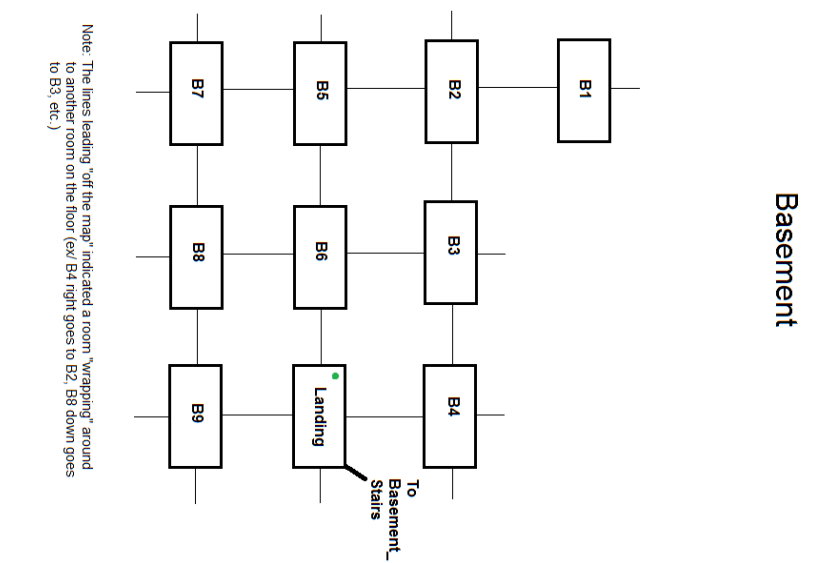 Basement
B1
B2 B3 B4
To
Basement_
Stairs
B5 B6 Landing
B7 B8 B9
Note: The lines leading "off the map" indicated a room "wrapping" around
to another room on the floor (ex/ B4 right goes to B2, B8 down goes
to B3, etc.)